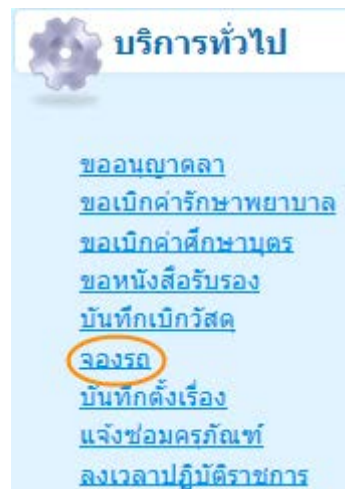 บริการทั่วไป
ขออนุญาตลา
ขอเบิกค่ารักษาพยาบาล
ขอเบิกค่าศึกษาบุตร
ขอหนังสือรับรอง
บันทึกเบิกวัสดุ
จองรถ
บันทึกตั้งเรื่อง
แจ้งซ่อมครุภัณฑ์
ลงเวลาปฏิบัติราชการ